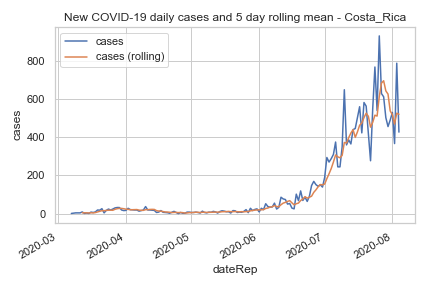 New COVID-19 daily cases and 5 day rolling mean - Costa_Rica
cases
cases (rolling)
800
600
400
200
0
cases
2020-03
2020-04
2020-05
2020-06
2020-07
2020-08
dateRep